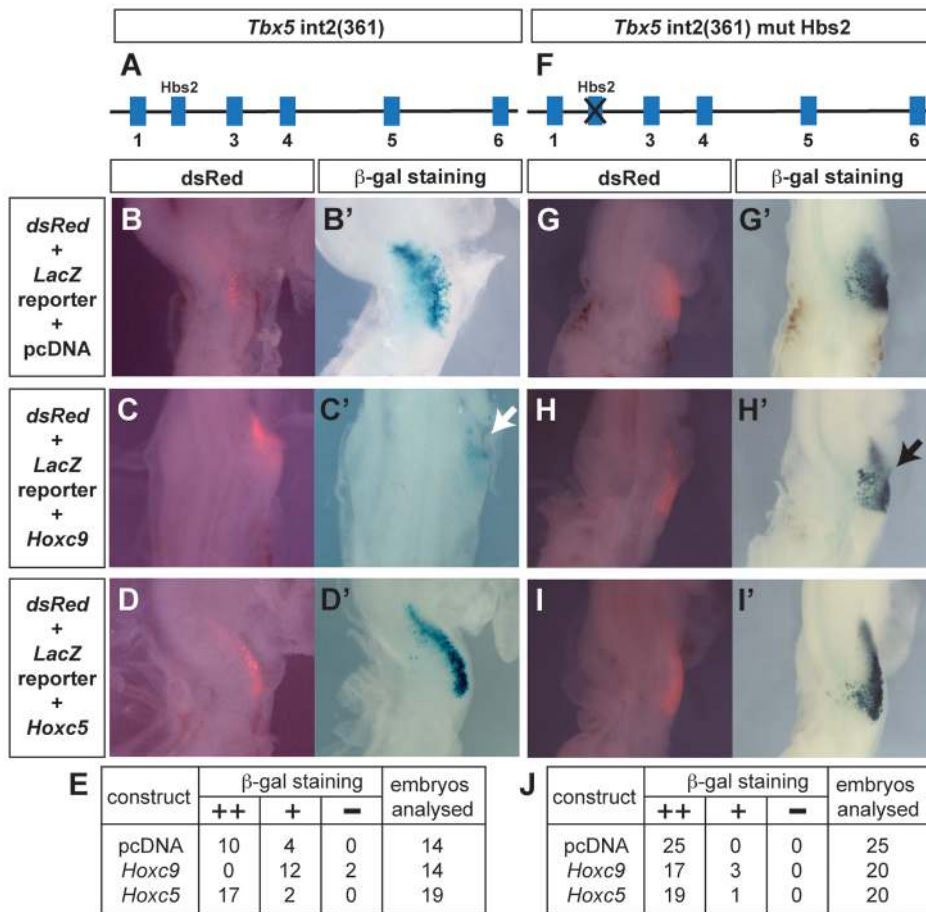 Tbx5 int2(361)
Tbx5 int2(361) mut Hbs2
A
Hbs2
1 3 4 5 6
F
Hbs2
1 3 4 5 6
dsRed
β-gal staining
dsRed
β-gal staining
dsRed
+
LacZ
reporter
+
pcDNA
B
B’
G
G’
dsRed
+
LacZ
reporter
+
Hoxc9
C
C’
H
H’
dsRed
+
LacZ
reporter
+
Hoxc5
D
D’
I
I’
E
construct β-gal staining embryos analysed
++ + −
pcDNA 10 4 0 14
Hoxc9 0 12 2 14
Hoxc5 17 2 0 19
J
construct β-gal staining embryos analysed
++ + −
pcDNA 25 0 0 25
Hoxc9 17 3 0 20
Hoxc5 19 1 0 20